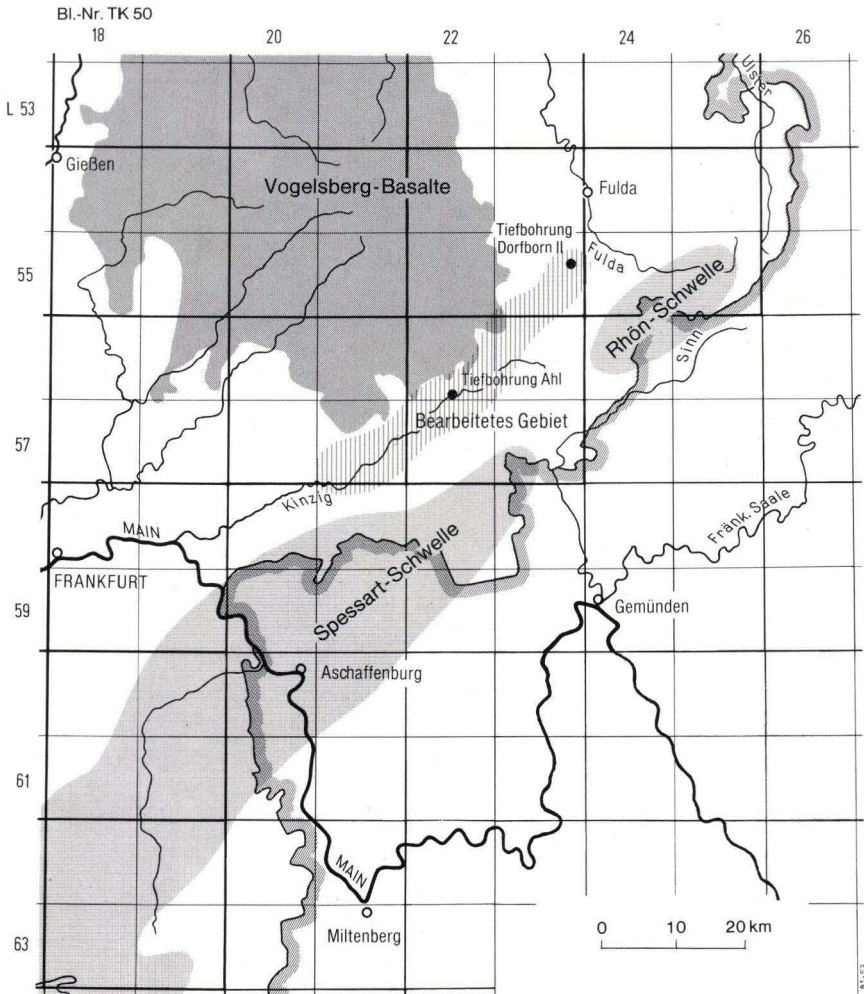 Bl.-Nr. TK 50
18 20 22 24 26
L 53
Ulster
Gießen
Vogelsberg-Basalte
Fulda
Tiefbohrung
Dorfborn II
Fulda
55
Rhön-Schwelle
Sinn
Tiefbohrung Ahl
Bearbeitetes Gebiet
57
Kinzig
Fränk. Saale
MAIN
FRANKFURT
Spessart-Schwelle
59
Gemünden
Aschaffenburg
61
MAIN
Miltenberg
63
0 10 20 km